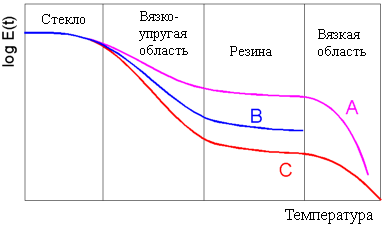 log E(t)
Стекло
Вязко-
упругая
область
Резина
Вязкая
область
A
B
C
Температура